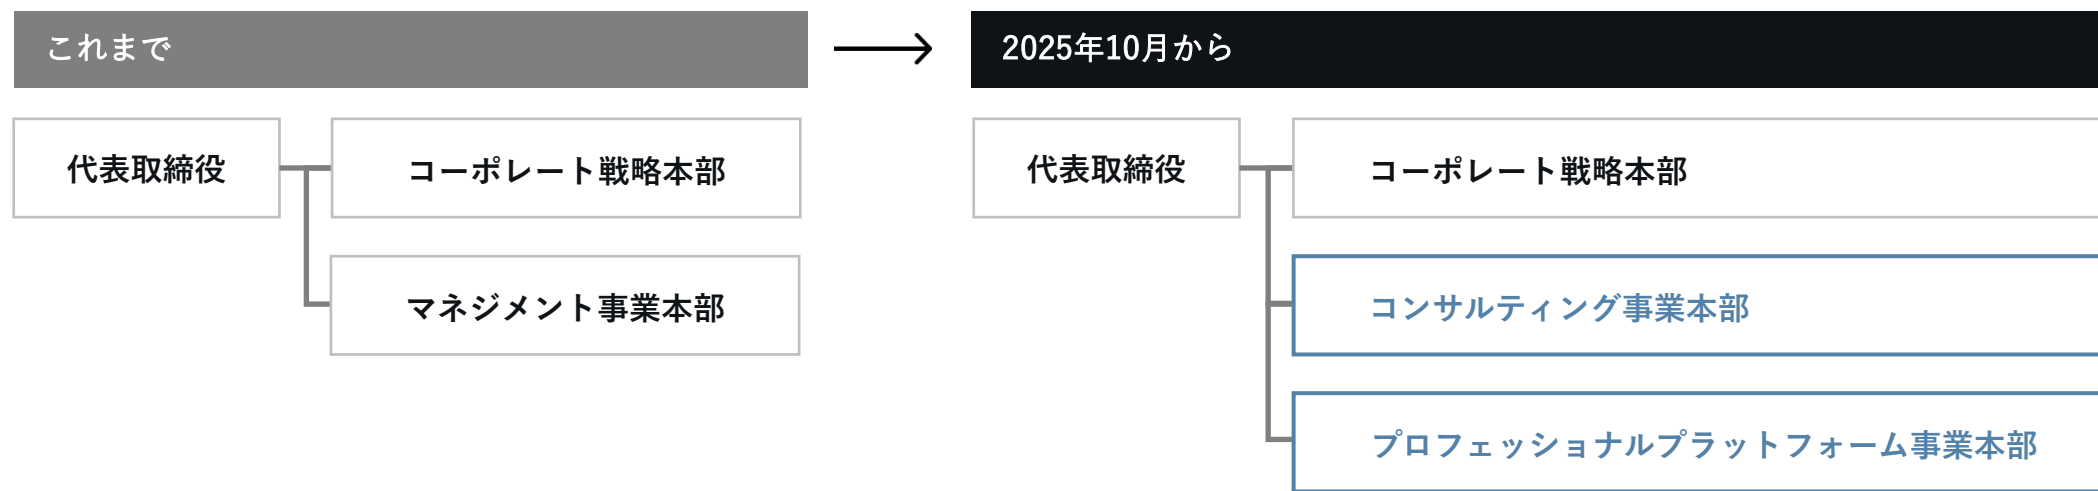 これまで
代表取締役
コーポレート戦略本部
マネジメント事業本部
2025年10月から
代表取締役
コーポレート戦略本部
コンサルティング事業本部
プロフェッショナルプラットフォーム事業本部